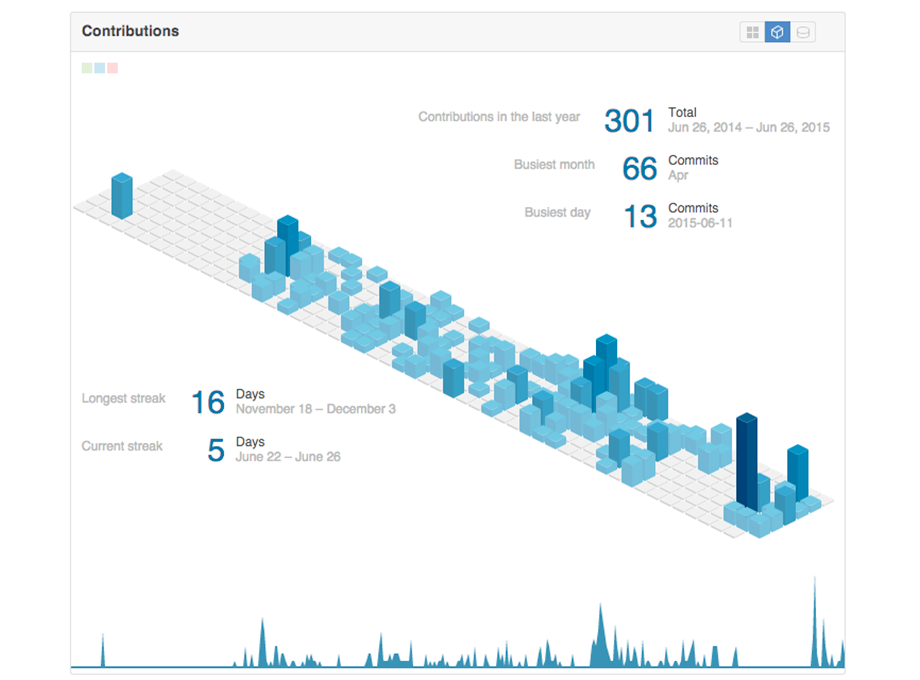 Contributions
Contributions in the last year 301 Total
Jun 26, 2014 – Jun 26, 2015
Busiest month 66 Commits
Apr
Busiest day 13 Commits
2015-06-11
Longest streak 16 Days
November 18 – December 3
Current streak 5 Days
June 22 – June 26